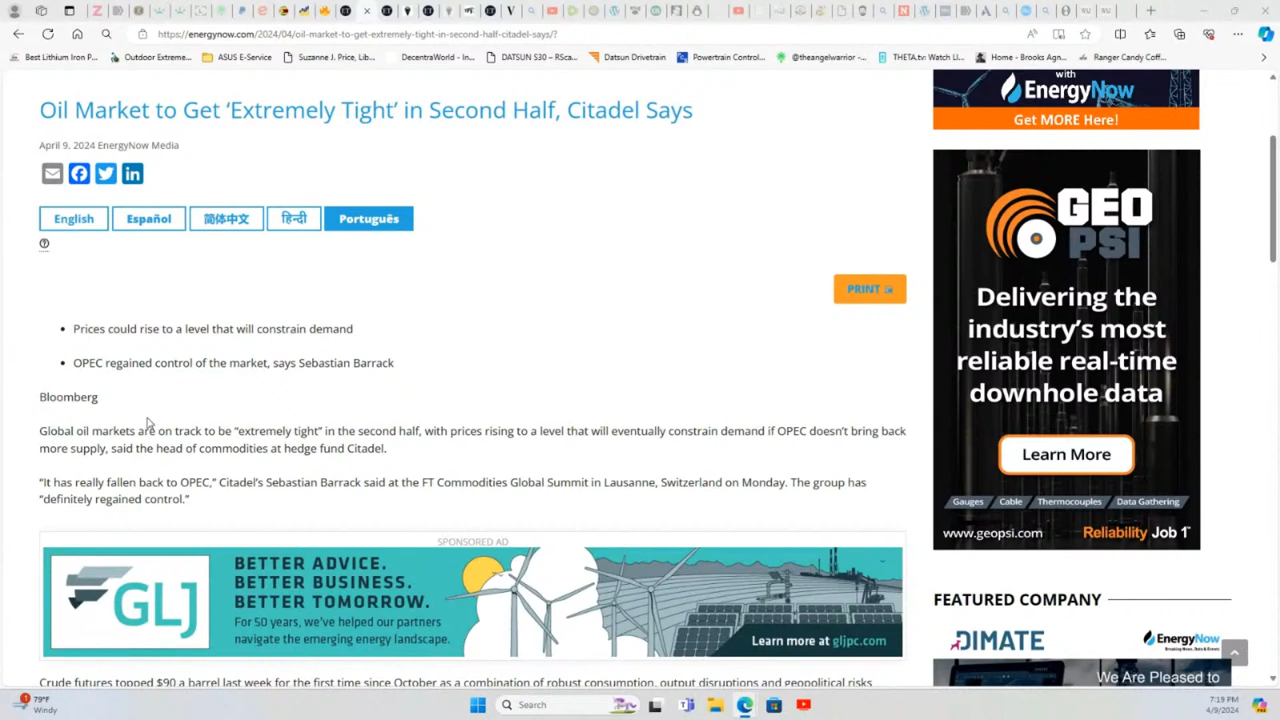 https://energynow.com/2024/04/oil-market-to-get-extremely-tight-in-second-half-citadel-says/?
Best Lithium Iron P...
Outdoor Extreme...
ASUS E-Service
Suzanne J. Price, Lib...
DecentraWorld - In...
DATSUN S30 – RSca...
Datsun Drivetrain
Powertrain Control...
@theangelwarrior -...
THETA.tv: Watch Li...
Home - Brooks Agn...
Ranger Candy Coff...
Oil Market to Get ‘Extremely Tight’ in Second Half, Citadel Says
April 9, 2024 EnergyNow Media
English
Español
简体中文
हिन्दी
Português
PRINT
• Prices could rise to a level that will constrain demand
• OPEC regained control of the market, says Sebastian Barrack
Bloomberg
Global oil markets are on track to be “extremely tight” in the second half, with prices rising to a level that will eventually constrain demand if OPEC doesn’t bring back
more supply, said the head of commodities at hedge fund Citadel.
“It has really fallen back to OPEC,” Citadel’s Sebastian Barrack said at the FT Commodities Global Summit in Lausanne, Switzerland on Monday. The group has
“definitely regained control.”
SPONSORED AD
GLJ
BETTER ADVICE.
BETTER BUSINESS.
BETTER TOMORROW.
For 50 years, we’ve helped our partners
navigate the emerging energy landscape.
Learn more at gljpc.com
Crude futures topped $90 a barrel last week for the first time since October as a combination of robust consumption, output disruptions and geopolitical risks
with
EnergyNow
Get MORE Here!
GEO
PSI
Delivering the
industry’s most
reliable real-time
downhole data
Learn More
Gauges
Cable
Thermocouples
Data Gathering
www.geopsi.com
Reliability Job 1
FEATURED COMPANY
DIMATE
EnergyNow
We Are Pleased to
79°F
Windy
Search
7:19 PM
4/9/2024